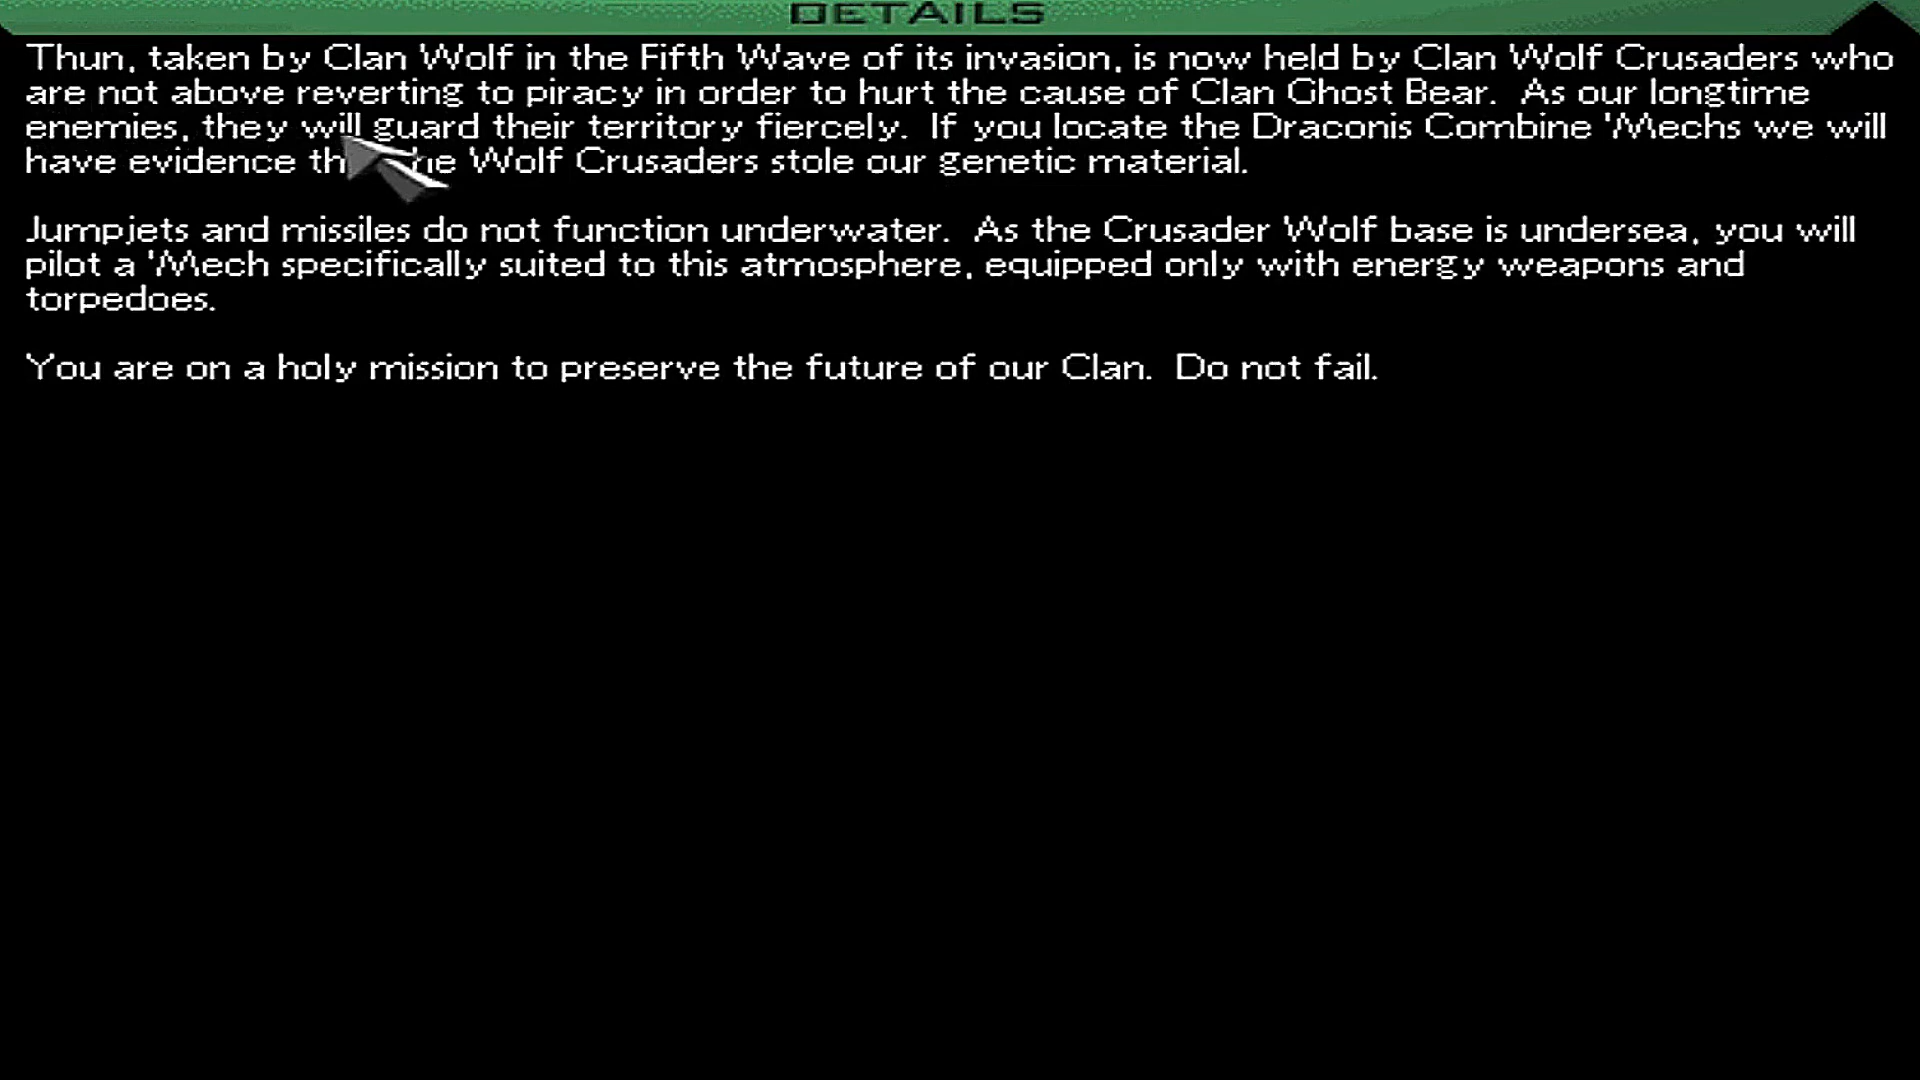 DETAILS
Thun, taken by Clan Wolf in the Fifth Wave of its invasion, is now held by Clan Wolf Crusaders who
are not above reverting to piracy in order to hurt the cause of Clan Ghost Bear. As our longtime
enemies, they will guard their territory fiercely. If you locate the Draconis Combine 'Mechs we will
have evidence Wolf Crusaders stole our genetic material.
Jumpjets and missiles do not function underwater. As the Crusader Wolf base is undersea, you will
pilot a 'Mech specifically suited to this atmosphere, equipped only with energy weapons and
torpedoes.
You are on a holy mission to preserve the future of our Clan. Do not fail.